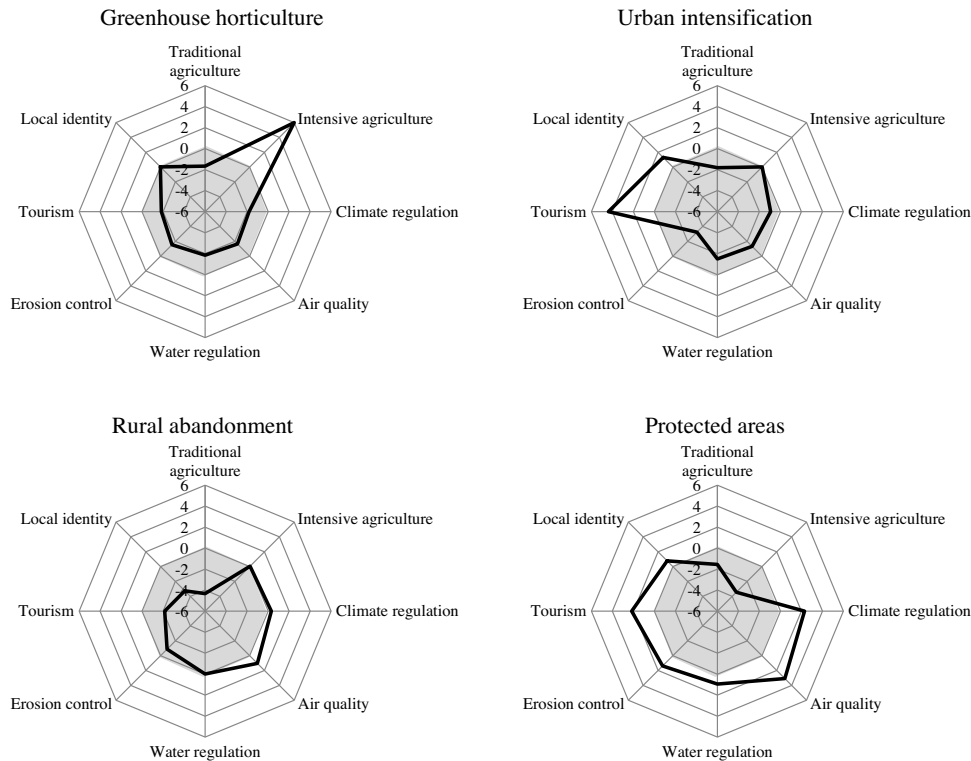 Greenhouse horticulture
Traditional
agriculture
6
4
2
0
-2
-4
-6
Intensive agriculture
Climate regulation
Air quality
Water regulation
Erosion control
Tourism
Local identity
Urban intensification
Traditional
agriculture
6
4
2
0
-2
-4
-6
Intensive agriculture
Climate regulation
Air quality
Water regulation
Erosion control
Tourism
Local identity
Rural abandonment
Traditional
agriculture
6
4
2
0
-2
-4
-6
Intensive agriculture
Climate regulation
Air quality
Water regulation
Erosion control
Tourism
Local identity
Protected areas
Traditional
agriculture
6
4
2
0
-2
-4
-6
Intensive agriculture
Climate regulation
Air quality
Water regulation
Erosion control
Tourism
Local identity